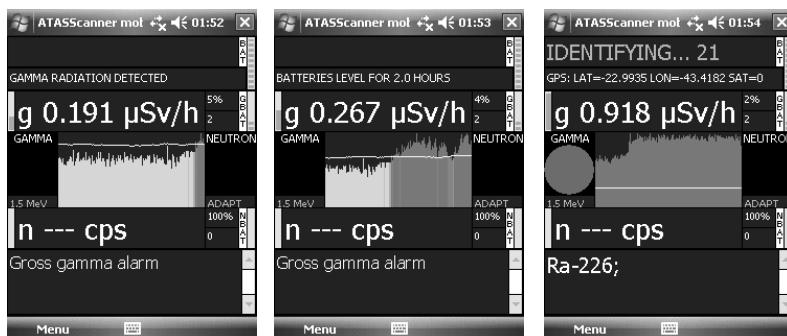 ATASScanner mol 01:52
BAT
GAMMA RADIATION DETECTED
g 0.191 µSv/h
5%
2
GBAT
GAMMA
NEUTRON
1.5 MeV
ADAPT
n --- cps
100%
0
NBAT
Gross gamma alarm
Menu
ATASScanner mol 01:53
BAT
BATTERIES LEVEL FOR 2.0 HOURS
g 0.267 µSv/h
4%
2
GBAT
GAMMA
NEUTRON
1.5 MeV
ADAPT
n --- cps
100%
0
NBAT
Gross gamma alarm
Menu
ATASScanner mol 01:54
BAT
IDENTIFYING... 21
GPS: LAT=-22.9935 LON=-43.4182 SAT=0
g 0.918 µSv/h
2%
2
GBAT
GAMMA
NEUTRO
1.5 MeV
ADAPT
n --- cps
100%
0
NBAT
Ra-226;
Menu